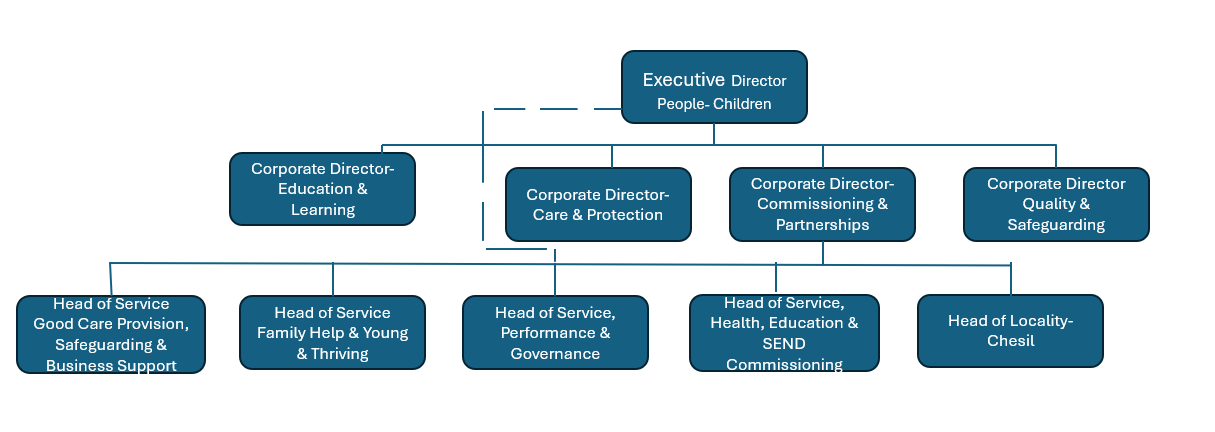 Executive Director
People- Children
Corporate Director-
Education &
Learning
Corporate Director-
Care & Protection
Corporate Director-
Commissioning &
Partnerships
Corporate Director
Quality &
Safeguarding
Head of Service
Good Care Provision,
Safeguarding &
Business Support
Head of Service
Family Help & Young
& Thriving
Head of Service,
Performance &
Governance
Head of Service,
Health, Education &
SEND
Commissioning
Head of Locality-
Chesil